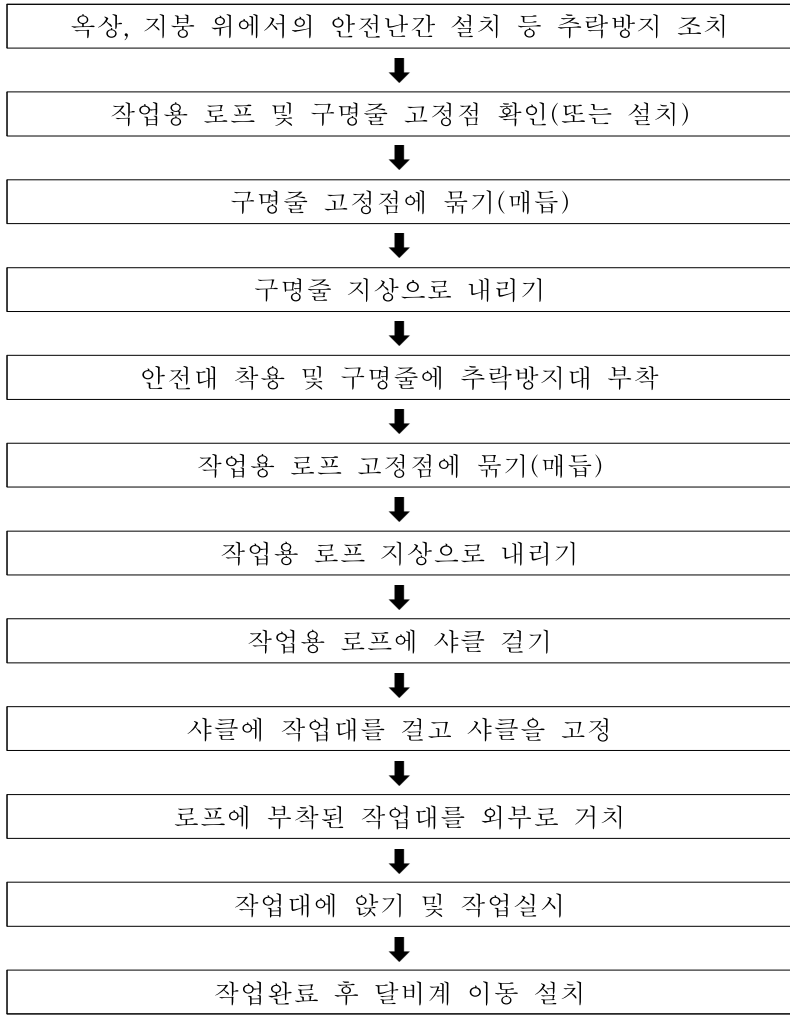 옥상, 지붕 위에서의 안전난간 설치 등 추락방지 조치
작업용 로프 및 구명줄 고정점 확인(또는 설치)
구명줄 고정점에 묶기(매듭)
구명줄 지상으로 내리기
안전대 착용 및 구명줄에 추락방지대 부착
작업용 로프 고정점에 묶기(매듭)
작업용 로프 지상으로 내리기
작업용 로프에 샤클 걸기
샤클에 작업대를 걸고 샤클을 고정
로프에 부착된 작업대를 외부로 거치
작업대에 앉기 및 작업실시
작업완료 후 달비계 이동 설치